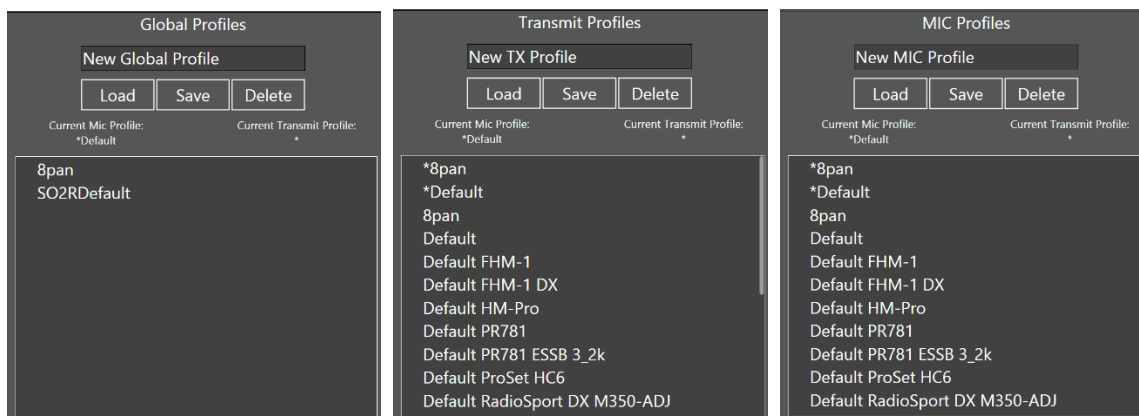 Global Profiles
New Global Profile
Load Save Delete
Current Mic Profile: Current Transmit Profile:
*Default
8pan
SO2RDefault
Transmit Profiles
New TX Profile
Load Save Delete
Current Mic Profile: Current Transmit Profile:
*Default *
*8pan
*Default
8pan
Default
Default FHM-1
Default FHM-1 DX
Default HM-Pro
Default PR781
Default PR781 ESSB 3_2k
Default ProSet HC6
Default RadioSport DX M350-ADJ
MIC Profiles
New MIC Profile
Load Save Delete
Current Mic Profile: Current Transmit Profile:
*Default *
*8pan
*Default
8pan
Default
Default FHM-1
Default FHM-1 DX
Default HM-Pro
Default PR781
Default PR781 ESSB 3_2k
Default ProSet HC6
Default RadioSport DX M350-ADJ